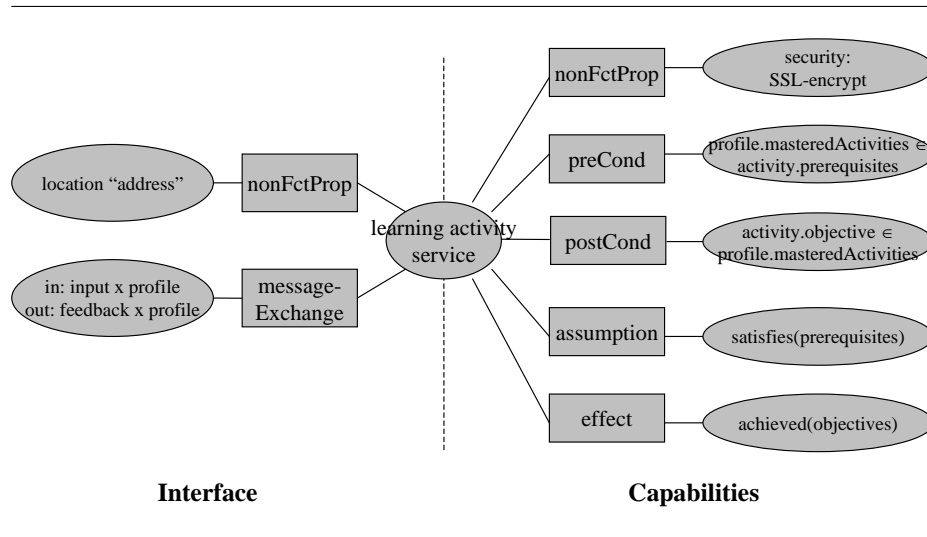 location “address”
nonFctProp
in: input x profile
out: feedback x profile
message-
Exchange
learning activity
service
nonFctProp
security:
SSL-encrypt
preCond
profile.masteredActivities ∈
activity.prerequisites
postCond
activity.objective ∈
profile.masteredActivities
assumption
satisfies(prerequisites)
effect
achieved(objectives)
Interface
Capabilities